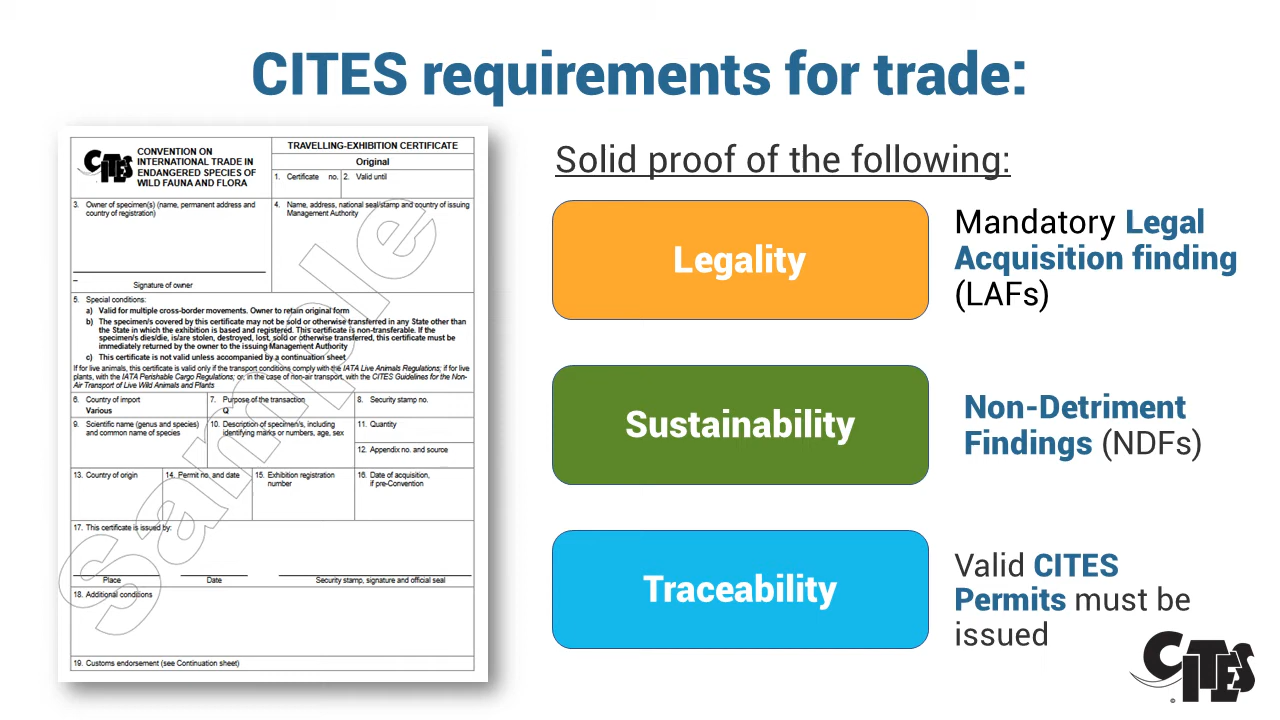 CITES requirements for trade:
CITES
CONVENTION ON
INTERNATIONAL TRADE IN
ENDANGERED SPECIES OF
WILD FAUNA AND FLORA
TRAVELLING-EXHIBITION CERTIFICATE
Original
1. Certificate no.
2. Valid until
3. Owner of specimen(s) (name, permanent address and
country of registration)
Signature of owner
4. Name, address, national seal/stamp and country of issuing
Management Authority
5. Special conditions:
a) Valid for multiple cross-border movements. Owner to retain original form
b) The specimen/s covered by this certificate may not be sold or otherwise transferred in any State other than
the State in which the exhibition is based and registered. This certificate is non-transferable. If the
specimen/s dies/die, is/are stolen, destroyed, lost, sold or otherwise transferred, this certificate must be
immediately returned by the owner to the issuing Management Authority
c) This certificate is not valid unless accompanied by a continuation sheet
If for live animals, this certificate is valid only if the transport conditions comply with the IATA Live Animals Regulations; if for live
plants, with the IATA Perishable Cargo Regulations; or, in the case of non-air transport, with the CITES Guidelines for the Non-
Air Transport of Live Wild Animals and Plants
6. Country of import
Various
7. Purpose of the transaction
Q
8. Security stamp no.
9. Scientific name (genus and species)
and common name of species
10. Description of specimen/s, including
identifying marks or numbers, age, sex
11. Quantity
12. Appendix no. and source
13. Country of origin
14. Permit no. and date
15. Exhibition registration
number
16. Date of acquisition,
if pre-Convention
17. This certificate is issued by:
Place
Date
Security stamp, signature and official seal
18. Additional conditions
19. Customs endorsement (see Continuation sheet)
Sample
Solid proof of the following:
Legality
Mandatory Legal
Acquisition finding
(LAFs)
Sustainability
Non-Detriment
Findings (NDFs)
Traceability
Valid CITES
Permits must be
issued
CITES
®